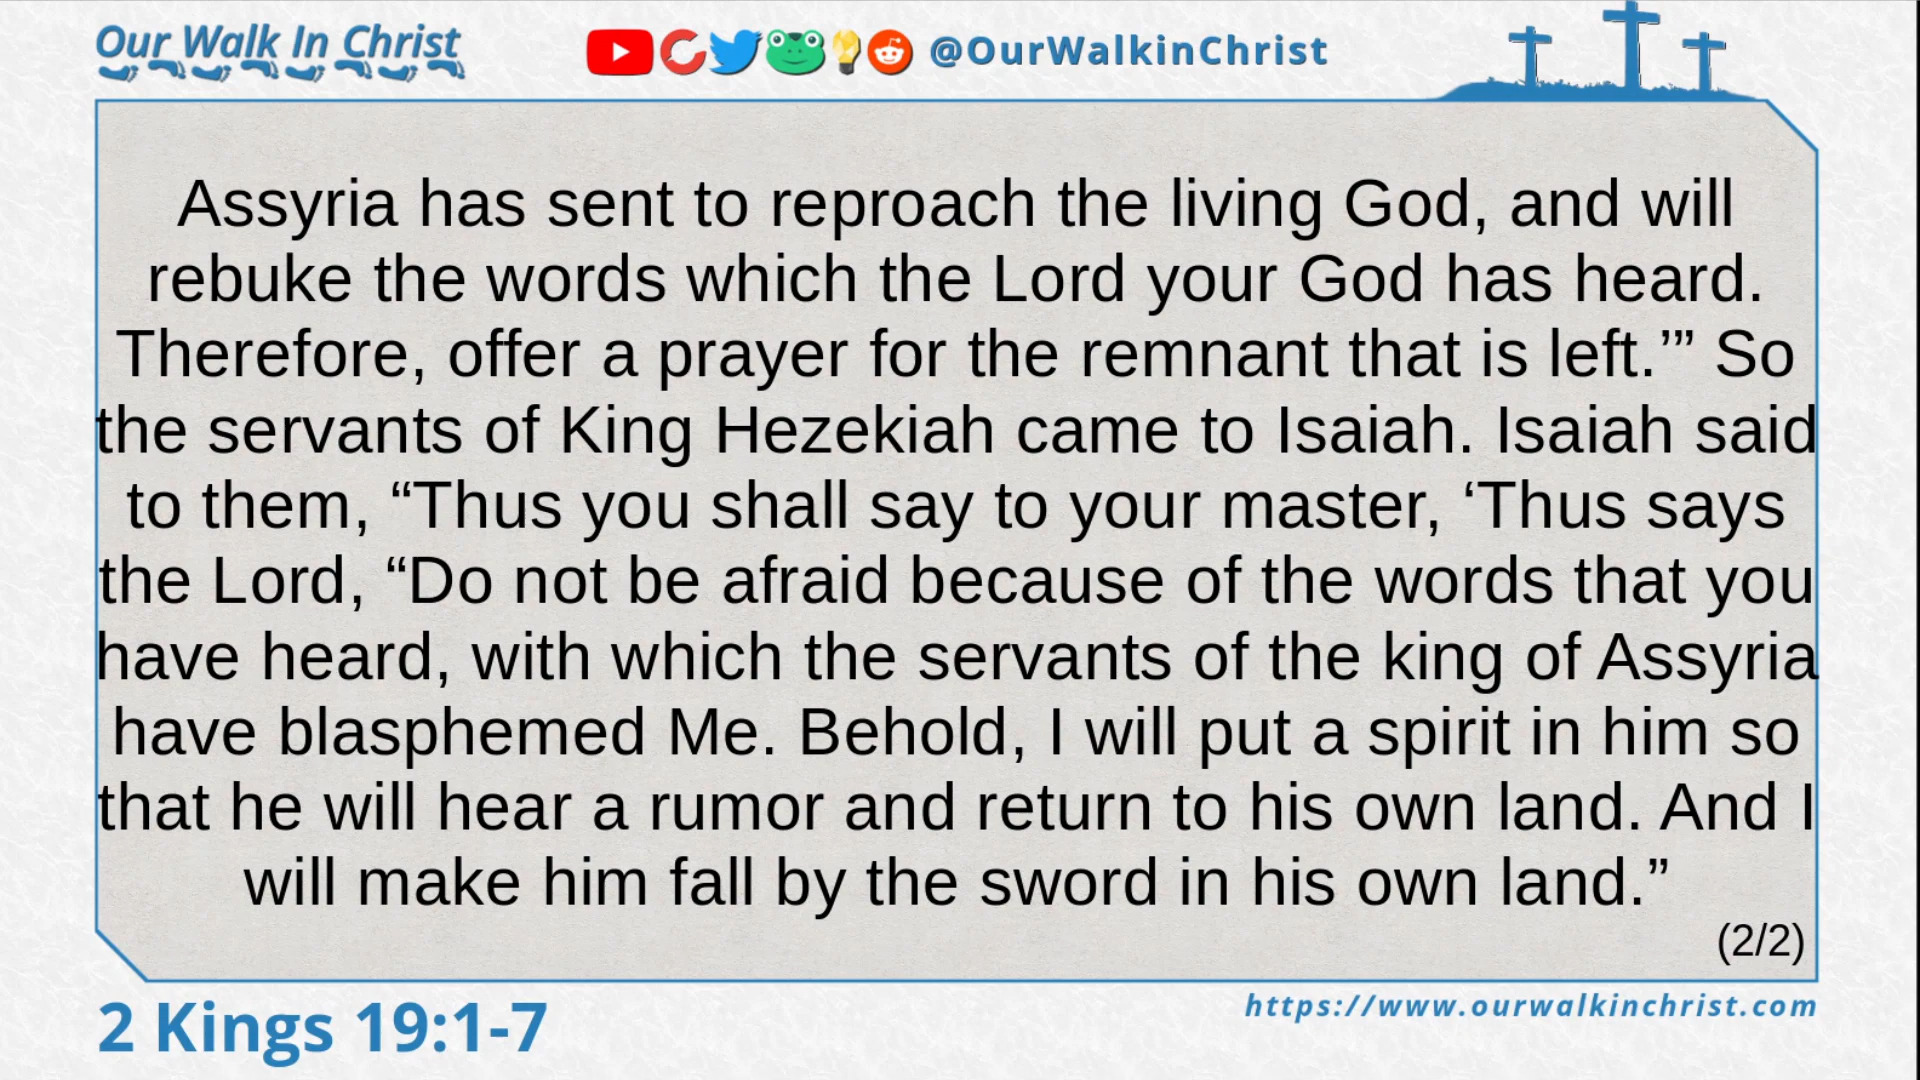 Our Walk In Christ
@OurWalkinChrist
Assyria has sent to reproach the living God, and will
rebuke the words which the Lord your God has heard.
Therefore, offer a prayer for the remnant that is left.’” So
the servants of King Hezekiah came to Isaiah. Isaiah said
to them, “Thus you shall say to your master, ‘Thus says
the Lord, “Do not be afraid because of the words that you
have heard, with which the servants of the king of Assyria
have blasphemed Me. Behold, I will put a spirit in him so
that he will hear a rumor and return to his own land. And I
will make him fall by the sword in his own land.”
(2/2)
2 Kings 19:1-7
https://www.ourwalkinchrist.com